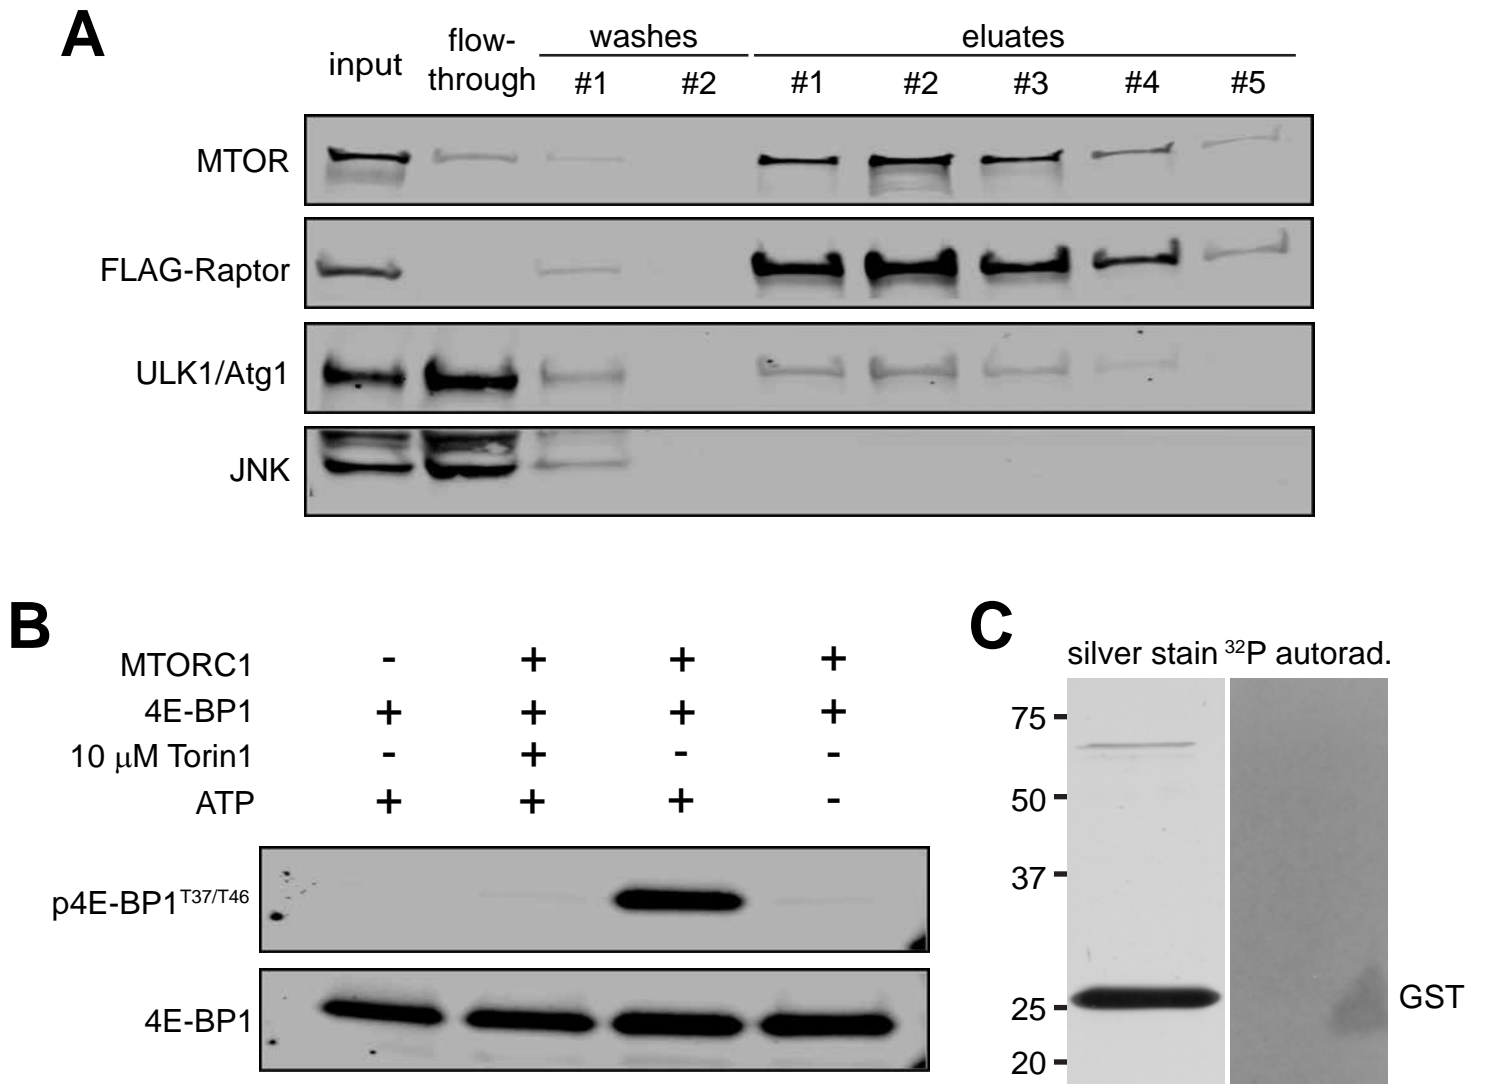 A
input
flow-
through
washes
eluates
#1 #2 #1 #2 #3 #4 #5
MTOR
FLAG-Raptor
ULK1/Atg1
JNK
B
MTORC1 - + + +
4E-BP1 + + + +
10 μM Torin1 - + - -
ATP + + + -
p4E-BP1T37/T46
4E-BP1
C
silver stain 32P autorad.
75
50
37
25
20
GST